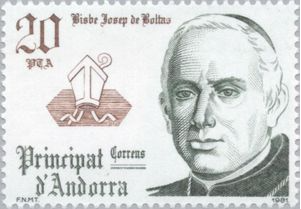 Bisbe Josep de Boltas
20
PTA
Principat
Correus
d'Andorra
F.N.M.T.
1981